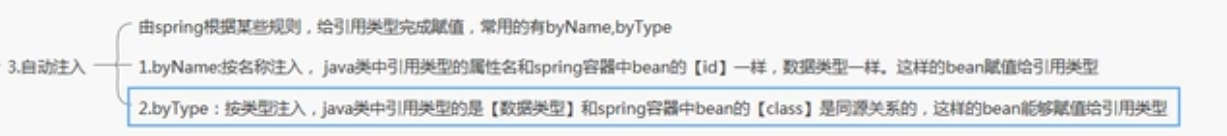 由spring根据某些规则，给引用类型完成赋值，常用的有byName,byType
3.自动注入
1.byName:按名称注入， java类中引用类型的属性名和spring容器中bean的【id】一样，数据类型一样。这样的bean赋值给引用类型
2.byType：按类型注入，java类中引用类型的是【数据类型】和spring容器中bean的【class】是同源关系的，这样的bean能够赋值给引用类型